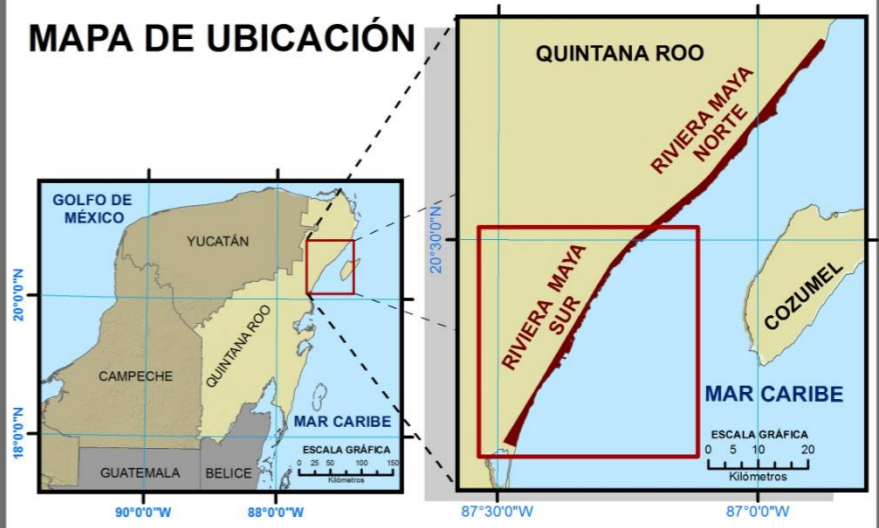 MAPA DE UBICACIÓN
GOLFO DE
MÉXICO
YUCATÁN
QUINTANA ROO
CAMPECHE
MAR CARIBE
GUATEMALA
BELICE
ESCALA GRÁFICA
0 25 50 100 150
Kilómetros
20°0'0"N
18°0'0"N
90°0'0"W
88°0'0"W
QUINTANA ROO
RIVIERA MAYA
NORTE
RIVIERA MAYA
SUR
COZUMEL
MAR CARIBE
ESCALA GRÁFICA
0 5 10 20
Kilómetros
20°30'0"N
87°30'0"W
87°0'0"W